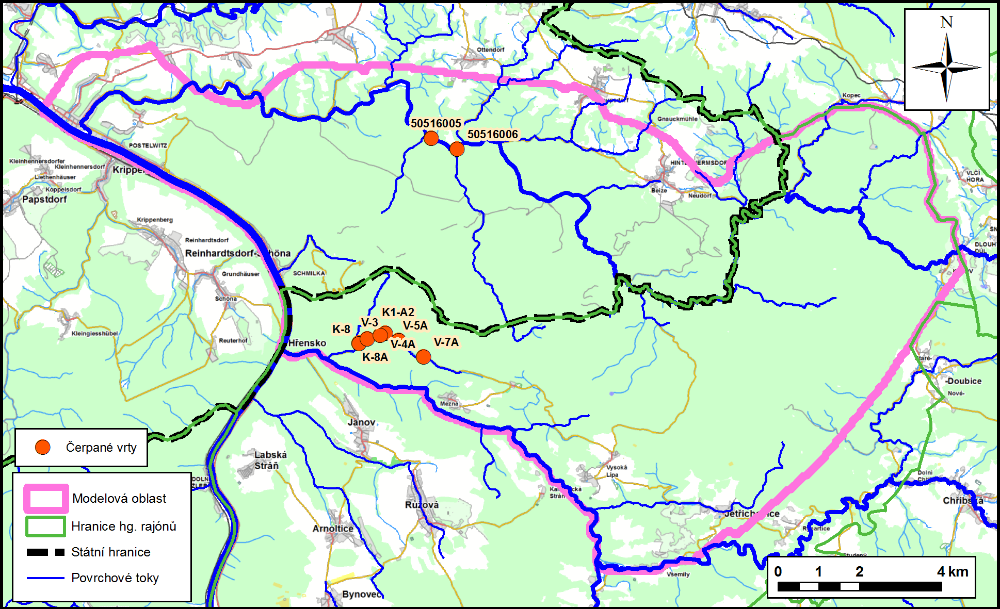 N
Ottendorf
Kopec
Gnauckmühle
50516005
50516006
POSTELWITZ
Kleinhennersdorfer
Kleinhennersdorf
Liethenhäuser
Koppelsdorf
Papstdorf
VLČÍ
HORA
Beize
Neudorf
Krippenberg
Reinhardtsdorf
Grundhäuser
SCHMILKA
Schöna
Kleingiesshübel
Reuterhof
Hřensko
K-8
V-3
K1-A2
V-5A
V-4A
V-7A
K-8A
-Doubice
Nové-
Mezná
Janov
Labská
Stráň
Vysoká
Lípa
Růžová
Arnoltice
Chřibská
Všemily
Bynovec
Čerpané vrty
Modelová oblast
Hranice hg. rajónů
Státní hranice
Povrchové toky
0 1 2 4 km